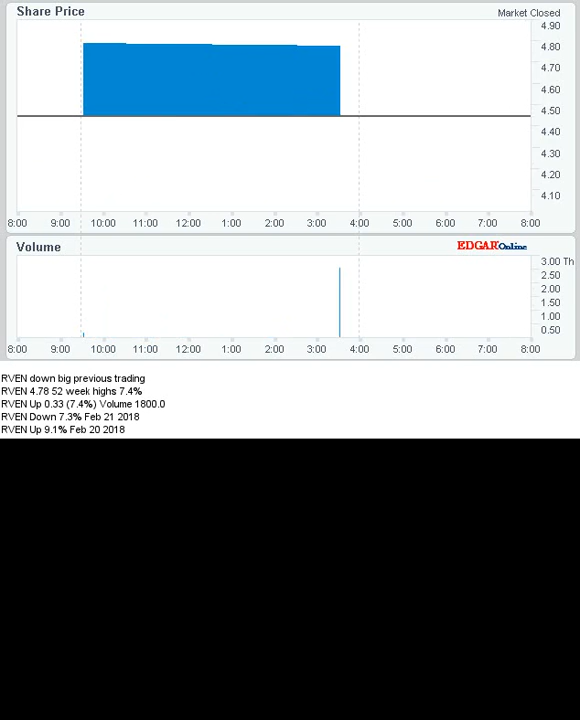 Share Price
Market Closed
4.90
4.80
4.70
4.60
4.50
4.40
4.30
4.20
4.10
8:00 9:00 10:00 11:00 12:00 1:00 2:00 3:00 4:00 5:00 6:00 7:00 8:00
Volume
EDGAR Online
3.00 Th
2.50
2.00
1.50
1.00
0.50
8:00 9:00 10:00 11:00 12:00 1:00 2:00 3:00 4:00 5:00 6:00 7:00 8:00
RVEN down big previous trading
RVEN 4.78 52 week highs 7.4%
RVEN Up 0.33 (7.4%) Volume 1800.0
RVEN Down 7.3% Feb 21 2018
RVEN Up 9.1% Feb 20 2018